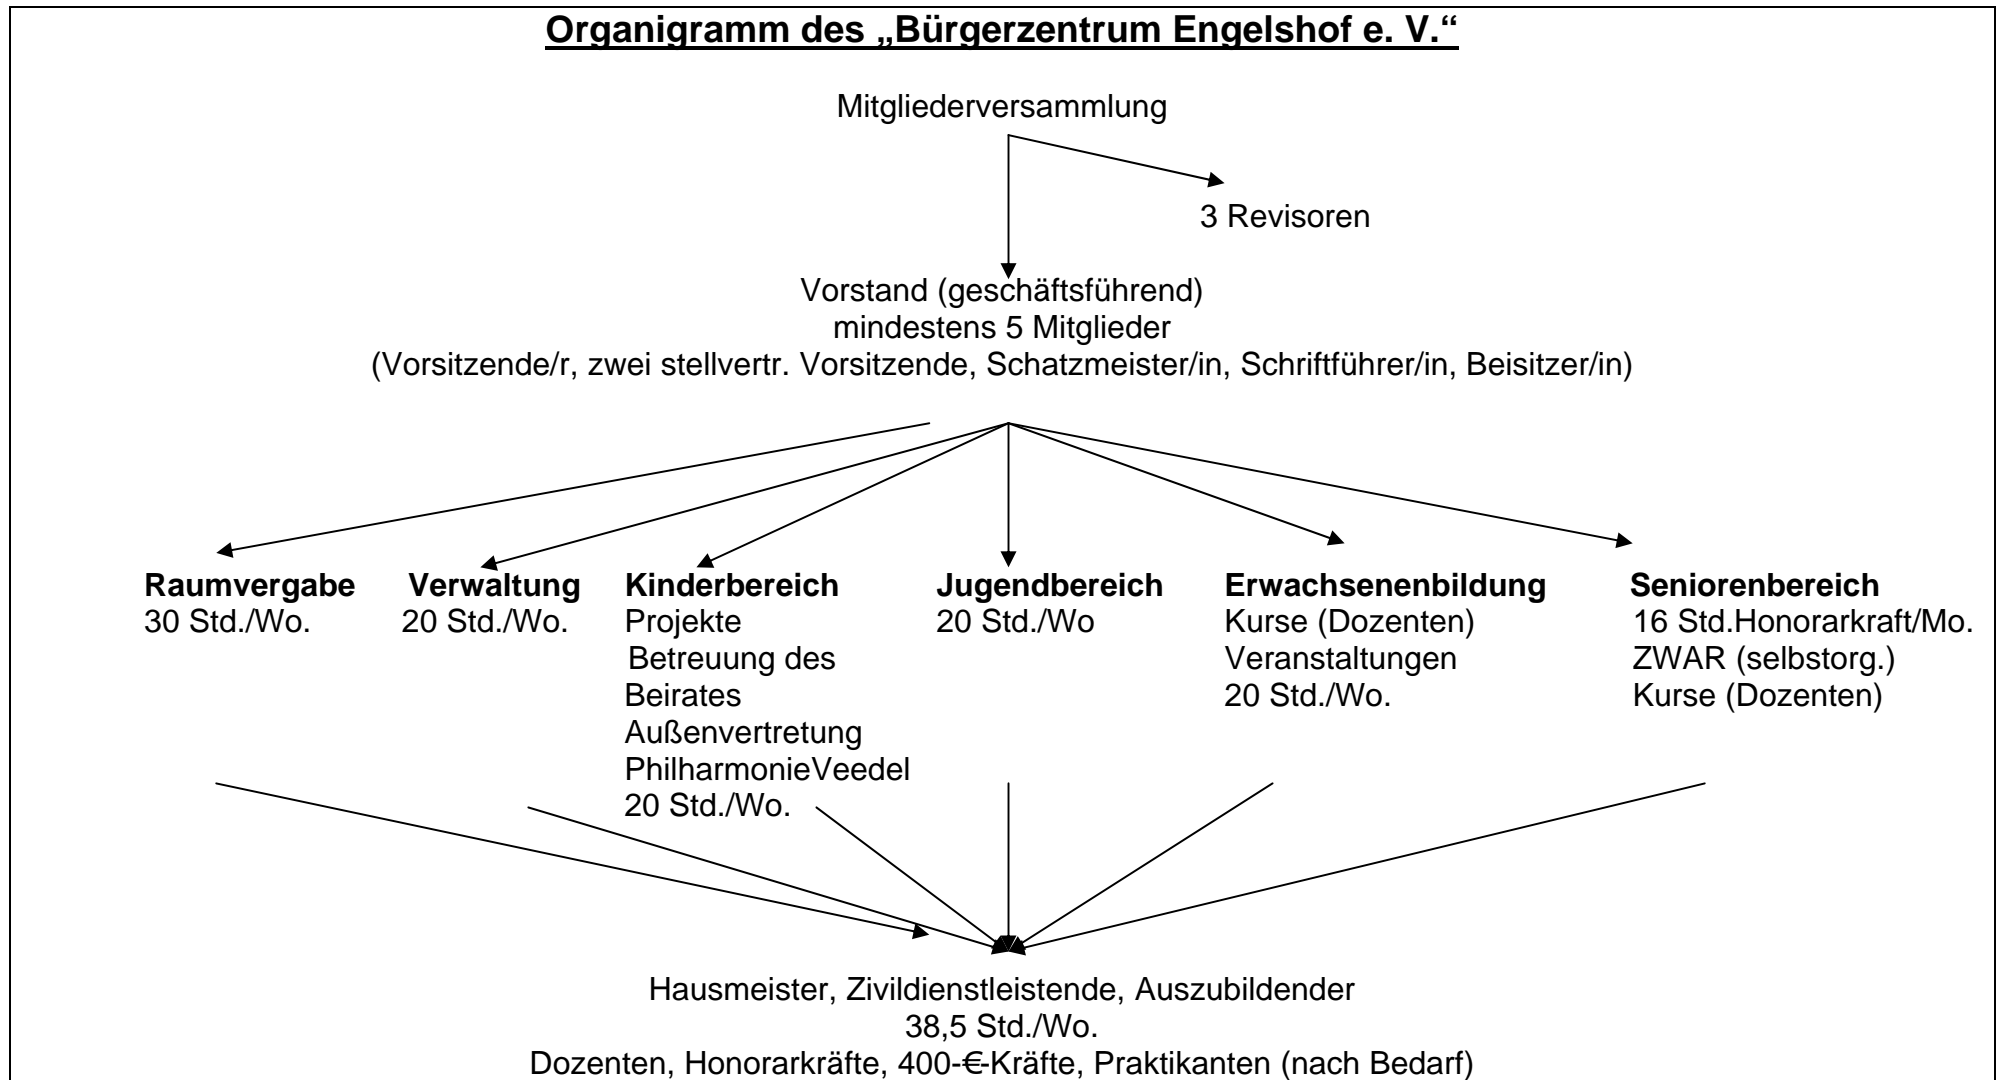 Organigramm des „Bürgerzentrum Engelshof e. V.“
Mitgliederversammlung
3 Revisoren
Vorstand (geschäftsführend)
mindestens 5 Mitglieder
(Vorsitzende/r, zwei stellvertr. Vorsitzende, Schatzmeister/in, Schriftführer/in, Beisitzer/in)
Raumvergabe
30 Std./Wo.
Verwaltung
20 Std./Wo.
Kinderbereich
Projekte
Betreuung des
Beirates
Außenvertretung
PhilharmonieVeedel
20 Std./Wo.
Jugendbereich
20 Std./Wo
Erwachsenenbildung
Kurse (Dozenten)
Veranstaltungen
20 Std./Wo.
Seniorenbereich
16 Std.Honorarkraft/Mo.
ZWAR (selbstorg.)
Kurse (Dozenten)
Hausmeister, Zivildienstleistende, Auszubildender
38,5 Std./Wo.
Dozenten, Honorarkräfte, 400-€-Kräfte, Praktikanten (nach Bedarf)